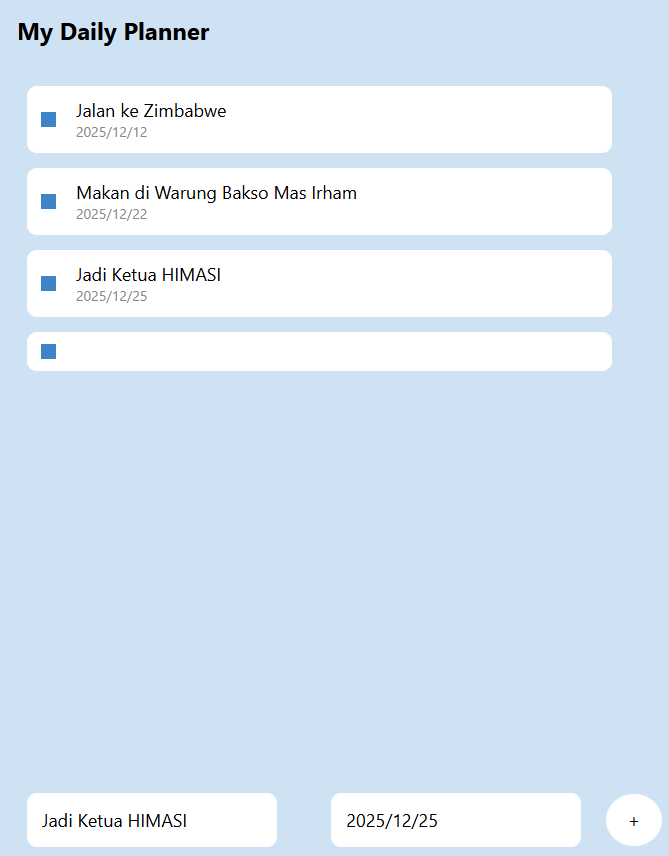 My Daily Planner
Jalan ke Zimbabwe
2025/12/12
Makan di Warung Bakso Mas Irham
2025/12/22
Jadi Ketua HIMASI
2025/12/25
Jadi Ketua HIMASI
2025/12/25
+